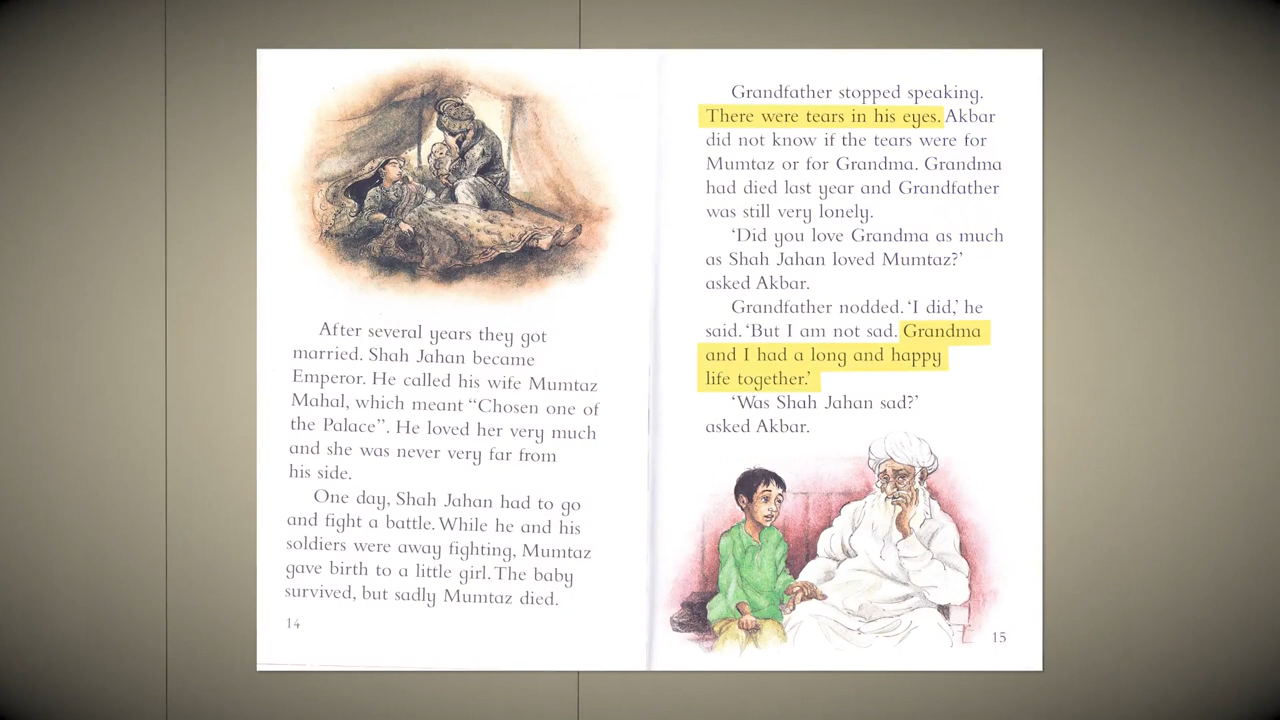 After several years they got
married. Shah Jahan became
Emperor. He called his wife Mumtaz
Mahal, which meant “Chosen one of
the Palace”. He loved her very much
and she was never very far from
his side.
One day, Shah Jahan had to go
and fight a battle. While he and his
soldiers were away fighting, Mumtaz
gave birth to a little girl. The baby
survived, but sadly Mumtaz died.
14
Grandfather stopped speaking.
There were tears in his eyes. Akbar
did not know if the tears were for
Mumtaz or for Grandma. Grandma
had died last year and Grandfather
was still very lonely.
‘Did you love Grandma as much
as Shah Jahan loved Mumtaz?’
asked Akbar.
Grandfather nodded. ‘I did,’ he
said. ‘But I am not sad. Grandma
and I had a long and happy
life together.’
‘Was Shah Jahan sad?’
asked Akbar.
15